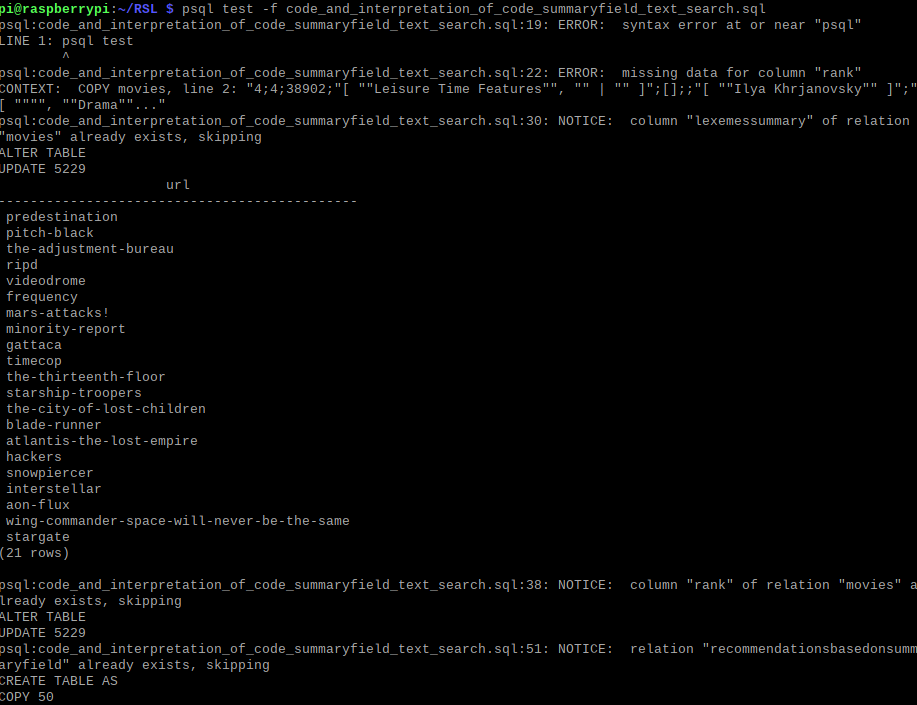 pi@raspberrypi:~/RSL $ psql test -f code_and_interpretation_of_code_summaryfield_text_search.sql
psql:code_and_interpretation_of_code_summaryfield_text_search.sql:19: ERROR:  syntax error at or near "psql"
LINE 1: psql test
        ^
psql:code_and_interpretation_of_code_summaryfield_text_search.sql:22: ERROR:  missing data for column "rank"
CONTEXT:  COPY movies, line 2: "4;4;38902;"[ ""Leisure Time Features"", "" | "" ]";[];;"[ ""Ilya Khrjanovsky"" ]";"
[ """", ""Drama""..."
psql:code_and_interpretation_of_code_summaryfield_text_search.sql:30: NOTICE:  column "lexemessummary" of relation
"movies" already exists, skipping
ALTER TABLE
UPDATE 5229
                     url
----------------------------------------------
 predestination
 pitch-black
 the-adjustment-bureau
 ripd
 videodrome
 frequency
 mars-attacks!
 minority-report
 gattaca
 timecop
 the-thirteenth-floor
 starship-troopers
 the-city-of-lost-children
 blade-runner
 atlantis-the-lost-empire
 hackers
 snowpiercer
 interstellar
 aon-flux
 wing-commander-space-will-never-be-the-same
 stargate
(21 rows)

psql:code_and_interpretation_of_code_summaryfield_text_search.sql:38: NOTICE:  column "rank" of relation "movies" a
lready exists, skipping
ALTER TABLE
UPDATE 5229
psql:code_and_interpretation_of_code_summaryfield_text_search.sql:51: NOTICE:  relation "recommendationsbasedonsumm
aryfield" already exists, skipping
CREATE TABLE AS
COPY 50